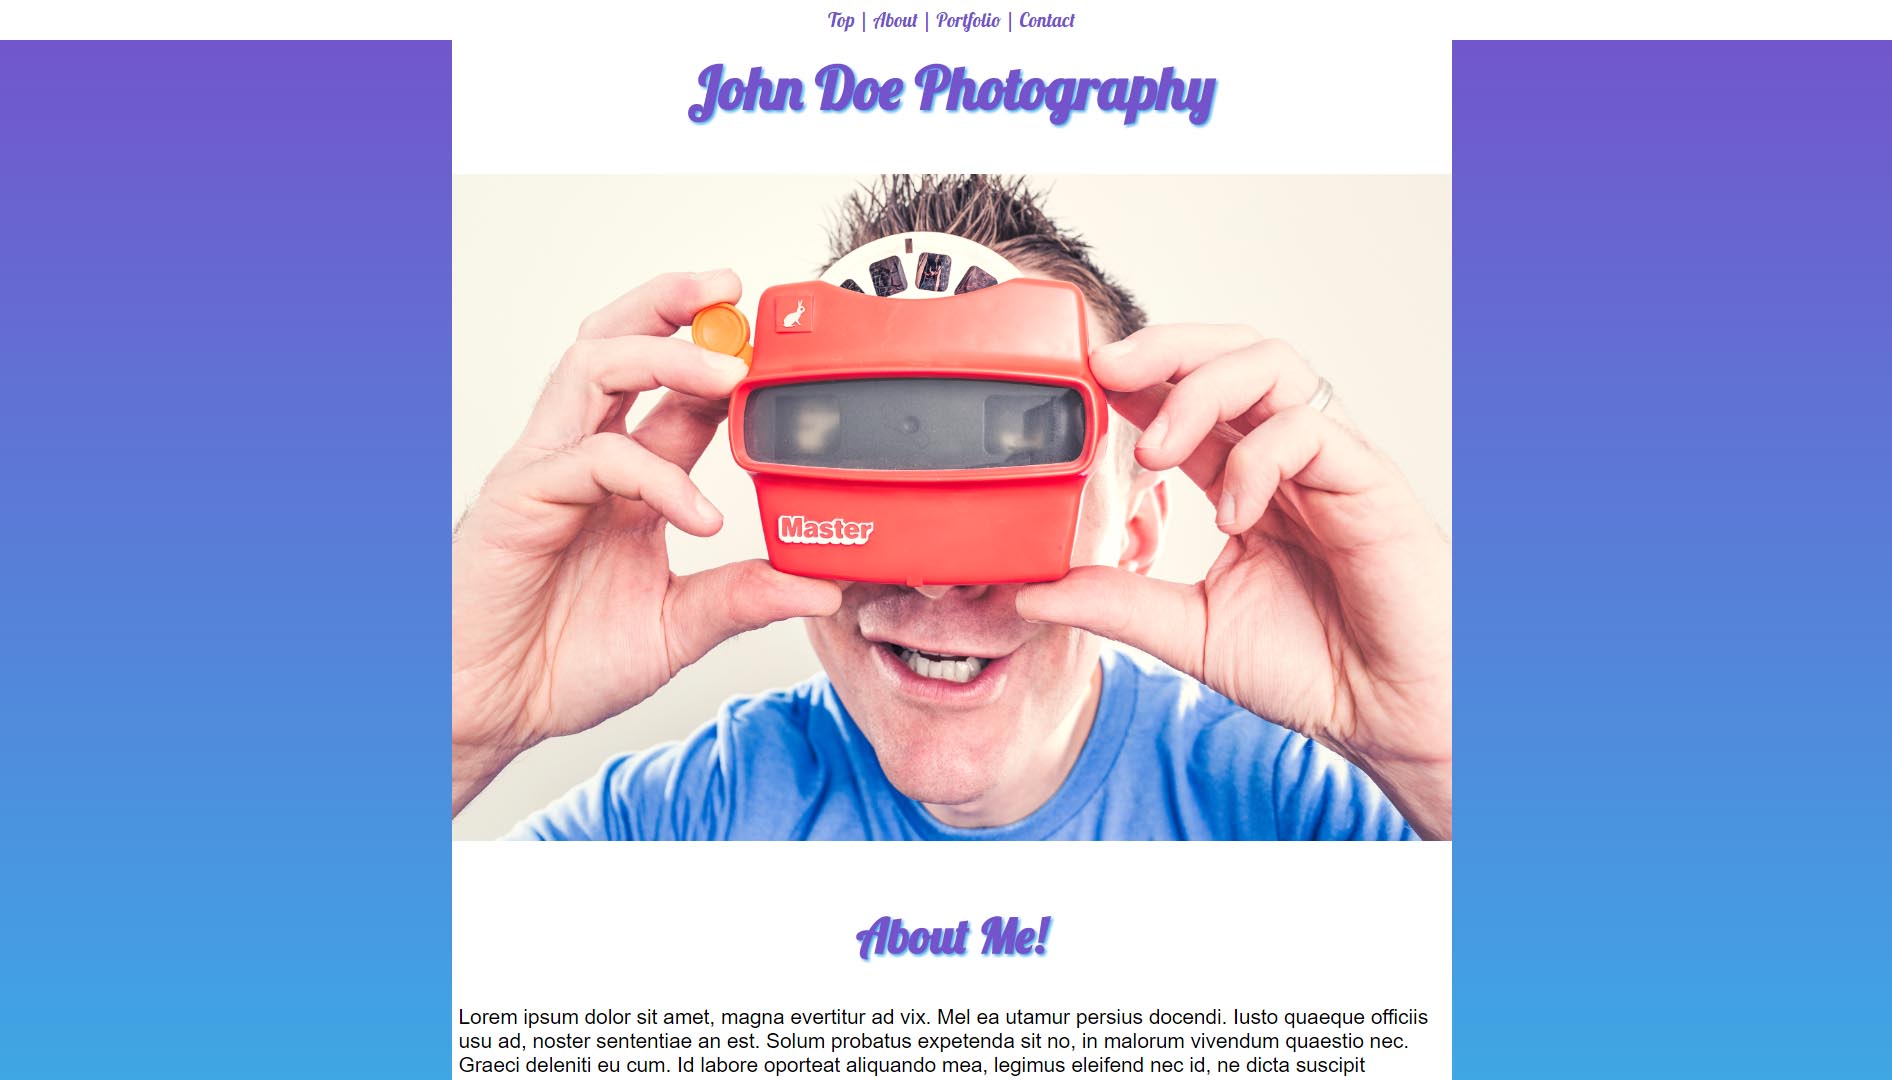 Top | About | Portfolio | Contact
John Doe Photography
Master
About Me!
Lorem ipsum dolor sit amet, magna evertitur ad vix. Mel ea utamur persius docendi. Iusto quaeque officiis
usu ad, noster sententiae an est. Solum probatus expetenda sit no, in malorum vivendum quaestio nec.
Graeci deleniti eu cum. Id labore oporteat aliquando mea, legimus eleifend nec id, ne dicta suscipit